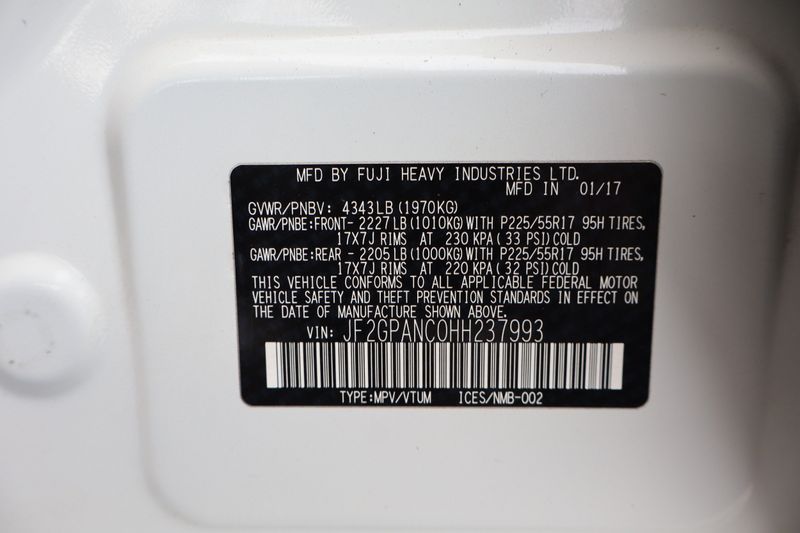 MFD BY FUJI HEAVY INDUSTRIES LTD.
MFD IN 01/17
GVWR/PNBV: 4343LB(1970KG)
GAWR/PNBE:FRONT- 2227LB(1010KG)WITH P225/55R17 95H TIRES,
17X7J RIMS AT 230 KPA(33 PSI)COLD
GAWR/PNBE:REAR - 2205LB(1000KG)WITH P225/55R17 95H TIRES,
17X7J RIMS AT 220 KPA(32 PSI)COLD
THIS VEHICLE CONFORMS TO ALL APPLICABLE FEDERAL MOTOR
VEHICLE SAFETY AND THEFT PREVENTION STANDARDS IN EFFECT ON
THE DATE OF MANUFACTURE SHOWN ABOVE.
VIN: JF2GPANC0HH237993
TYPE:MPV/VTUM ICES/NMB-002